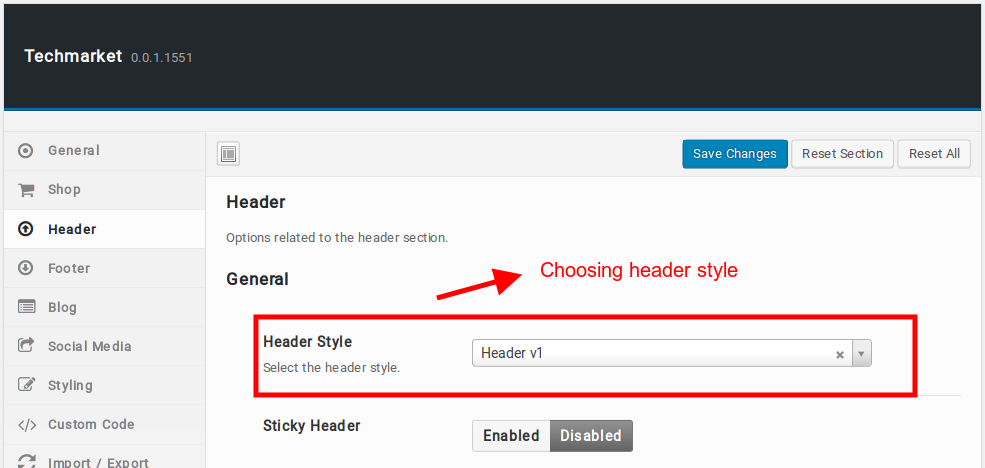 Techmarket 0.0.1.1551
General
Shop
Header
Footer
Blog
Social Media
Styling
Custom Code
Import / Export
Save Changes
Reset Section
Reset All
Header
Options related to the header section.
General
Choosing header style
Header Style
Select the header style.
Header v1
Sticky Header
Enabled
Disabled